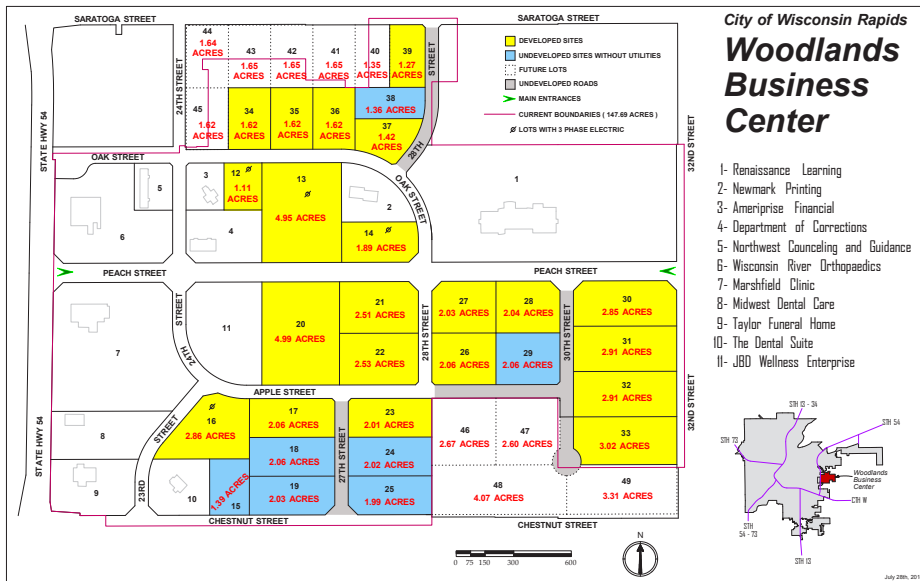 City of Wisconsin Rapids
Woodlands
Business
Center
1- Renaissance Learning
2- Newmark Printing
3- Ameriprise Financial
4- Department of Corrections
5- Northwest Counceling and Guidance
6- Wisconsin River Orthopaedics
7- Marshfield Clinic
8- Midwest Dental Care
9- Taylor Funeral Home
10- The Dental Suite
11- JBD Wellness Enterprise
DEVELOPED SITES
UNDEVELOPED SITES WITHOUT UTILITIES
FUTURE LOTS
UNDEVELOPED ROADS
MAIN ENTRANCES
CURRENT BOUNDARIES ( 147.69 ACRES )
LOTS WITH 3 PHASE ELECTRIC
SARATOGA STREET
SARATOGA STREET
STATE HWY 54
24TH STREET
28TH STREET
32ND STREET
44
1.64
ACRES
43
1.65
ACRES
42
1.65
ACRES
41
1.65
ACRES
40
1.35
ACRES
39
1.27
ACRES
45
1.62
ACRES
34
1.62
ACRES
35
1.62
ACRES
36
1.62
ACRES
38
1.36 ACRES
37
1.42
ACRES
OAK STREET
OAK STREET
5
6
3
4
12
1.11
ACRES
13
4.95 ACRES
2
14
1.89 ACRES
1
PEACH STREET
PEACH STREET
7
24TH STREET
11
20
4.99 ACRES
21
2.51 ACRES
22
2.53 ACRES
28TH STREET
27
2.03 ACRES
28
2.04 ACRES
26
2.06 ACRES
29
2.06 ACRES
30TH STREET
30
2.85 ACRES
31
2.91 ACRES
32
2.91 ACRES
33
3.02 ACRES
32ND STREET
STATE HWY 54
APPLE STREET
8
9
23RD STREET
10
16
2.86 ACRES
15
1.39 ACRES
17
2.06 ACRES
18
2.06 ACRES
19
2.03 ACRES
27TH STREET
23
2.01 ACRES
24
2.02 ACRES
25
1.99 ACRES
46
2.67 ACRES
47
2.60 ACRES
48
4.07 ACRES
49
3.31 ACRES
CHESTNUT STREET
CHESTNUT STREET
0 75 150 300 600
N
STH 13 - 34
STH 54
STH 73
Woodlands
Business
Center
CTH W
STH
54 - 73
STH 13
July 28th, 201